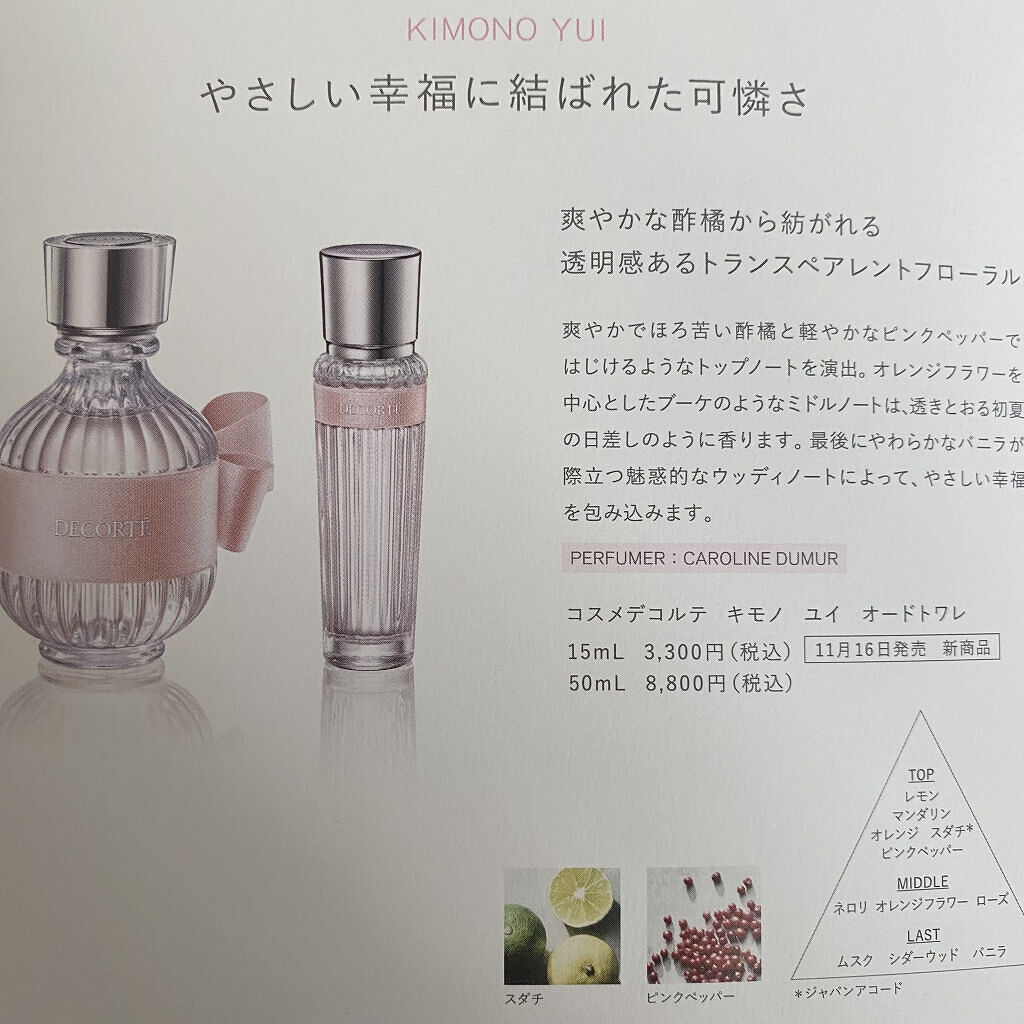 KIMONO YUI
やさしい幸福に結ばれた可憐さ
爽やかな酢橘から紡がれる
透明感あるトランスペアレントフローラル
爽やかでほろ苦い酢橘と軽やかなピンクペッパーで
はじけるようなトップノートを演出。オレンジフラワーを
中心としたブーケのようなミドルノートは、透きとおる初夏
の日差しのように香ります。最後にやわらかなバニラが
際立つ魅惑的なウッディノートによって、やさしい幸福
を包み込みます。
PERFUMER：CAROLINE DUMUR
コスメデコルテ キモノ ユイ オードトワレ
15mL 3,300円（税込） 11月16日発売 新商品
50mL 8,800円（税込）
DECORTÉ
DECORTÉ
TOP
レモン
マンダリン
オレンジ スダチ*
ピンクペッパー
MIDDLE
ネロリ オレンジフラワー ローズ
LAST
ムスク シダーウッド バニラ
*ジャパンアコード
スダチ
ピンクペッパー